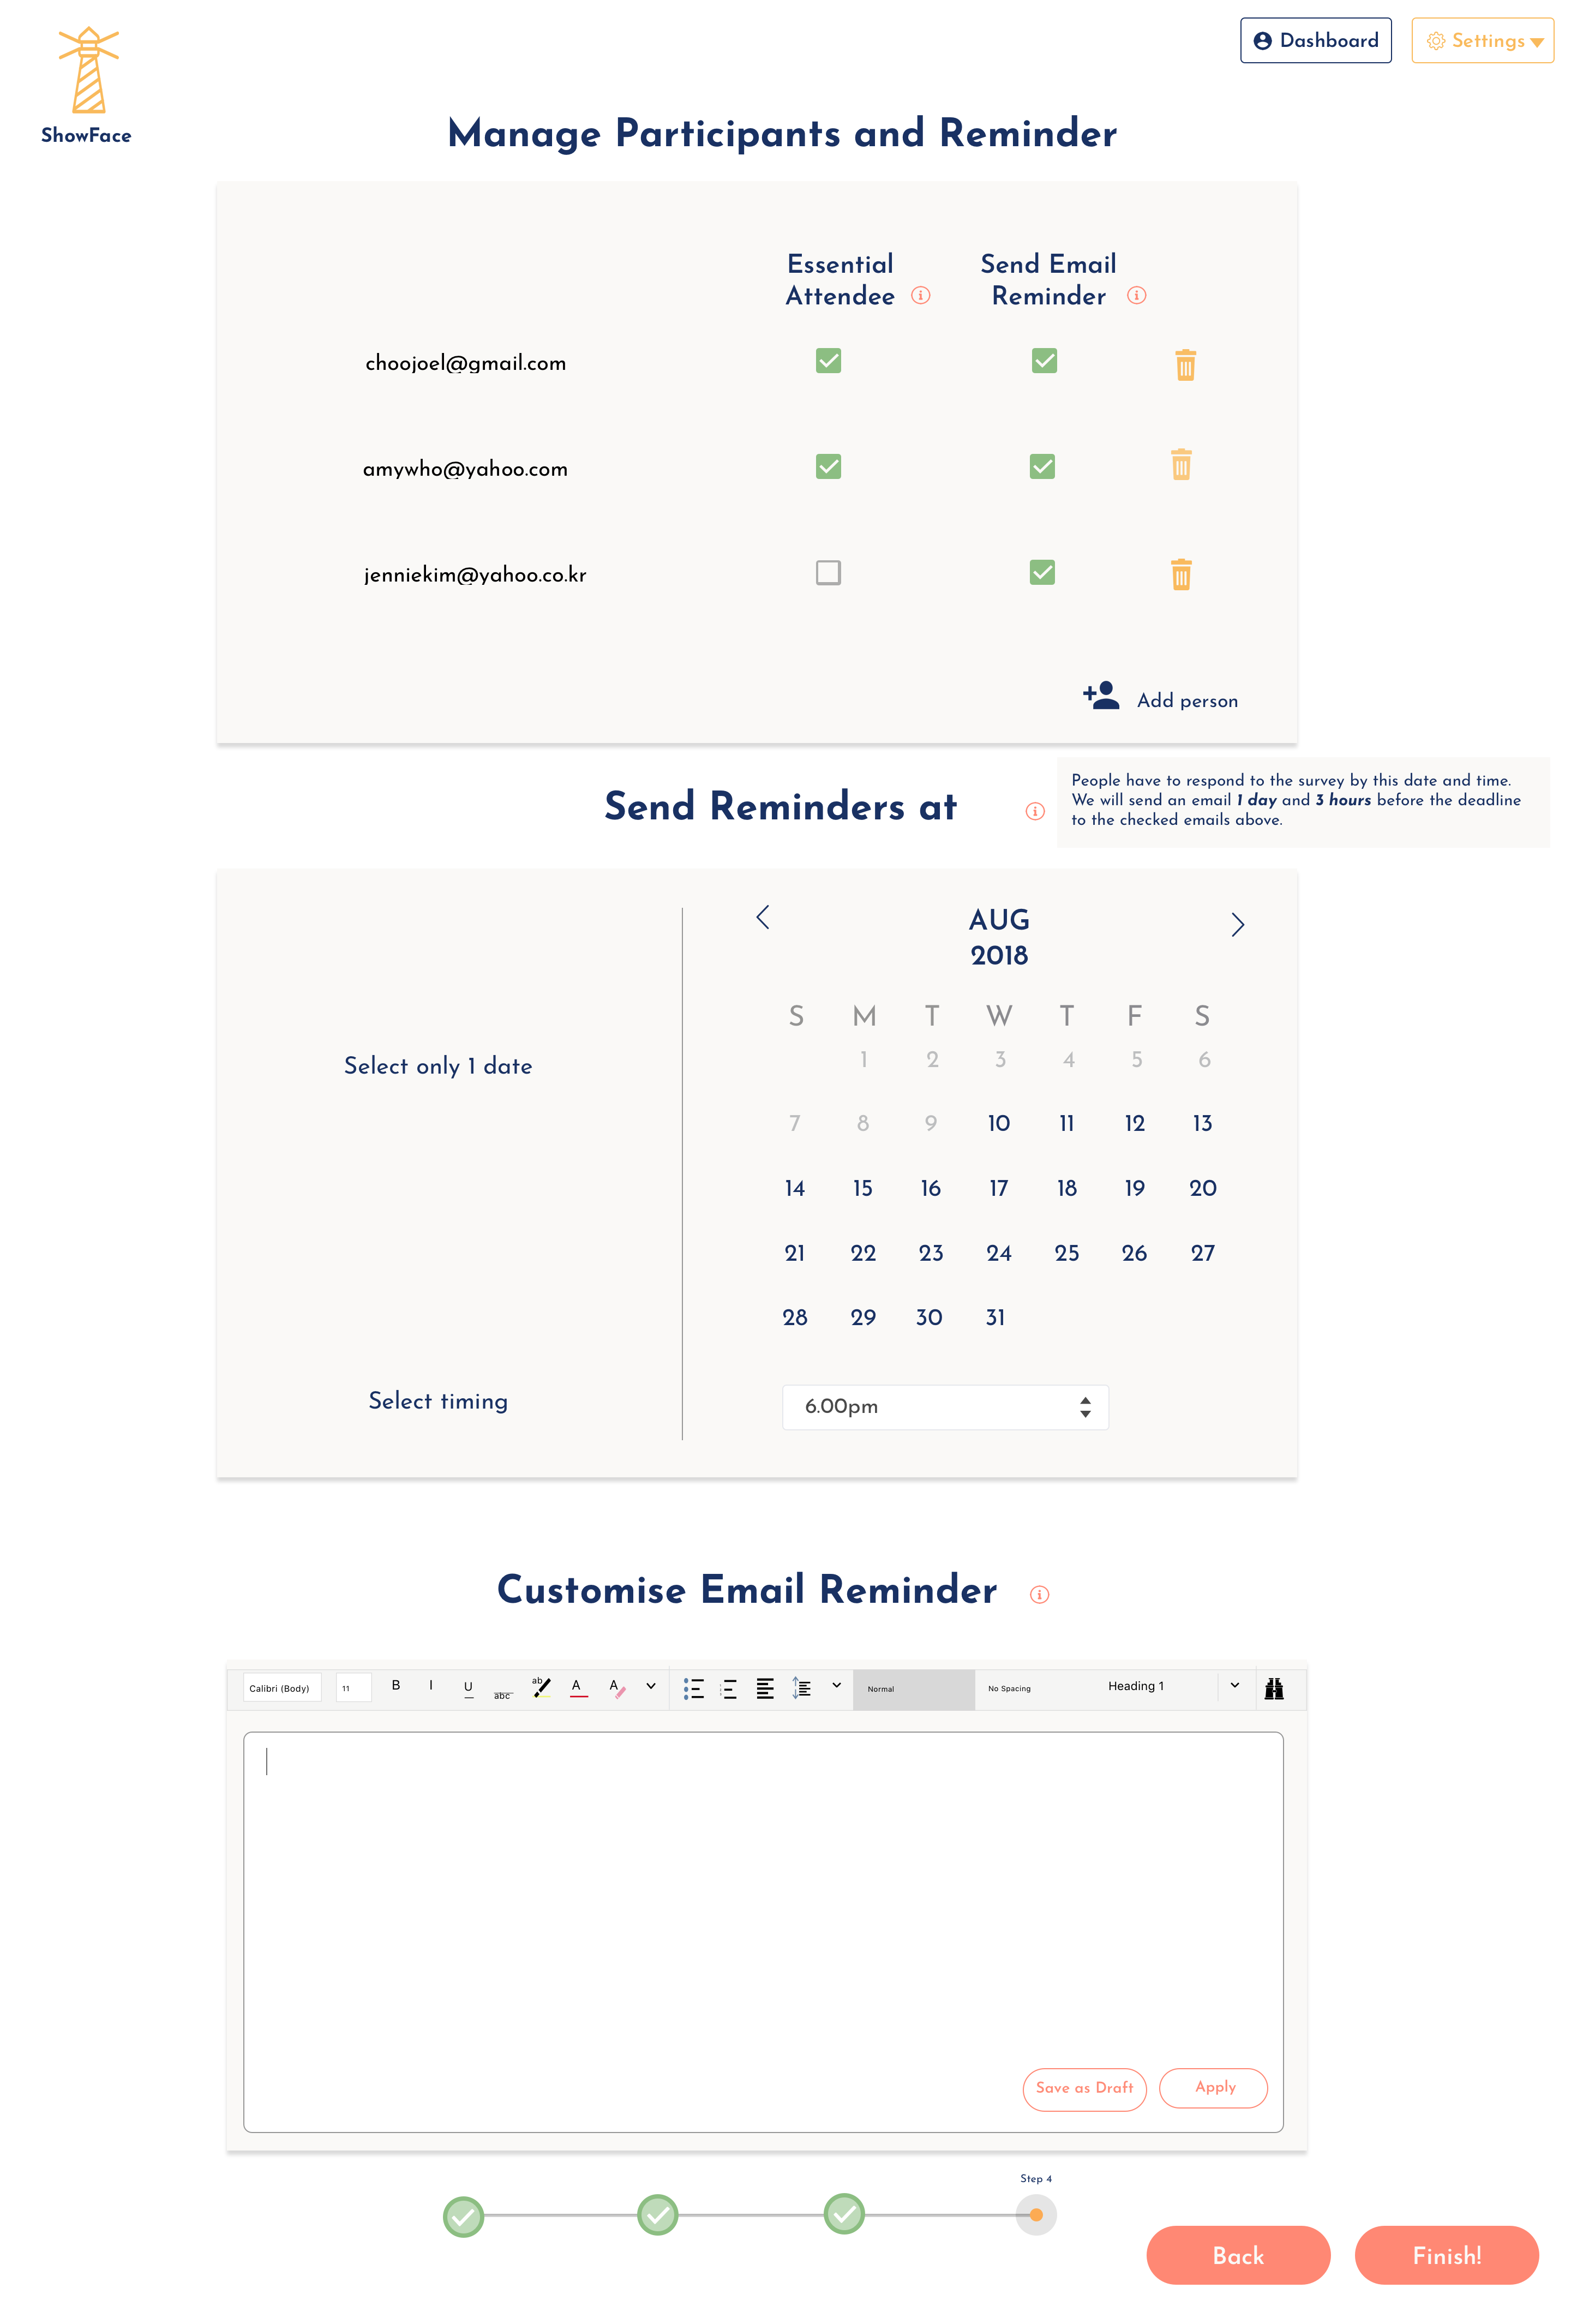 Dashboard
Settings
ShowFace
Manage Participants and Reminder
Essential
Attendee
Send Email
Reminder
choojoel@gmail.com
amywho@yahoo.com
jenniekim@yahoo.co.kr
Add person
Send Reminders at
People have to respond to the survey by this date and time.
We will send an email 1 day and 3 hours before the deadline
to the checked emails above.
AUG
2018
S M T W T F S
1 2 3 4 5 6
Select only 1 date
7 8 9 10 11 12 13
14 15 16 17 18 19 20
21 22 23 24 25 26 27
28 29 30 31
Select timing
6.00pm
Customise Email Reminder
Calibri (Body) 11 B I U abc ab A A Normal No Spacing Heading 1
Save as Draft
Apply
Step 4
Back
Finish!